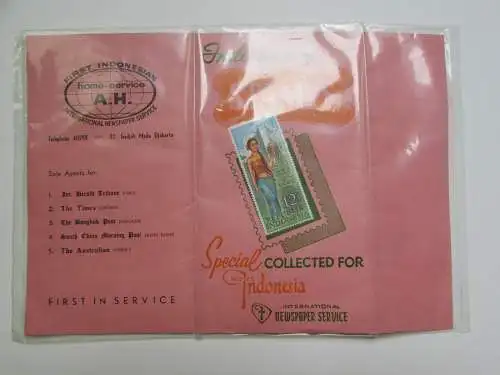 FIRST INDONESIAN
home-service
A.H.
INTERNATIONAL NEWSPAPER SERVICE
Sole Agents for:
1. Int. Herald Tribune
2. The Times
3. The Bangkok Post
4. South China Morning Post
5. The Australian
FIRST IN SERVICE
12
INDONESIA
Special COLLECTED FOR
Indonesia
INTERNATIONAL
NEWSPAPER SERVICE